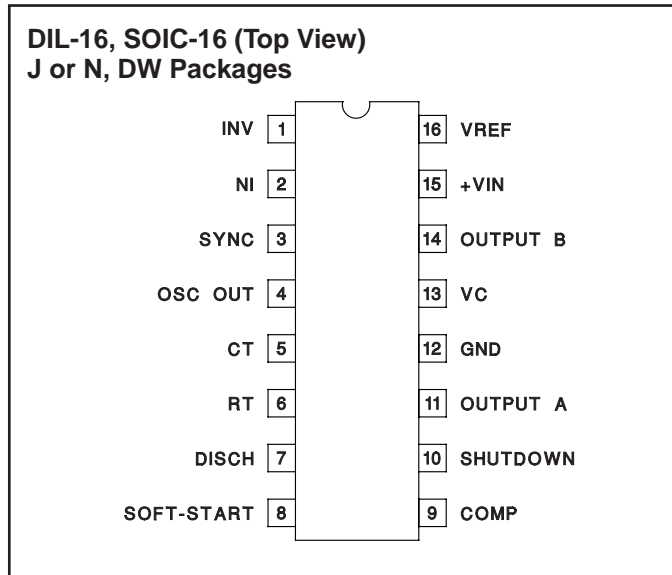 DIL-16, SOIC-16 (Top View)
J or N, DW Packages
INV 1 16 VREF
NI 2 15 +VIN
SYNC 3 14 OUTPUT B
OSC OUT 4 13 VC
CT 5 12 GND
RT 6 11 OUTPUT A
DISCH 7 10 SHUTDOWN
SOFT-START 8 9 COMP